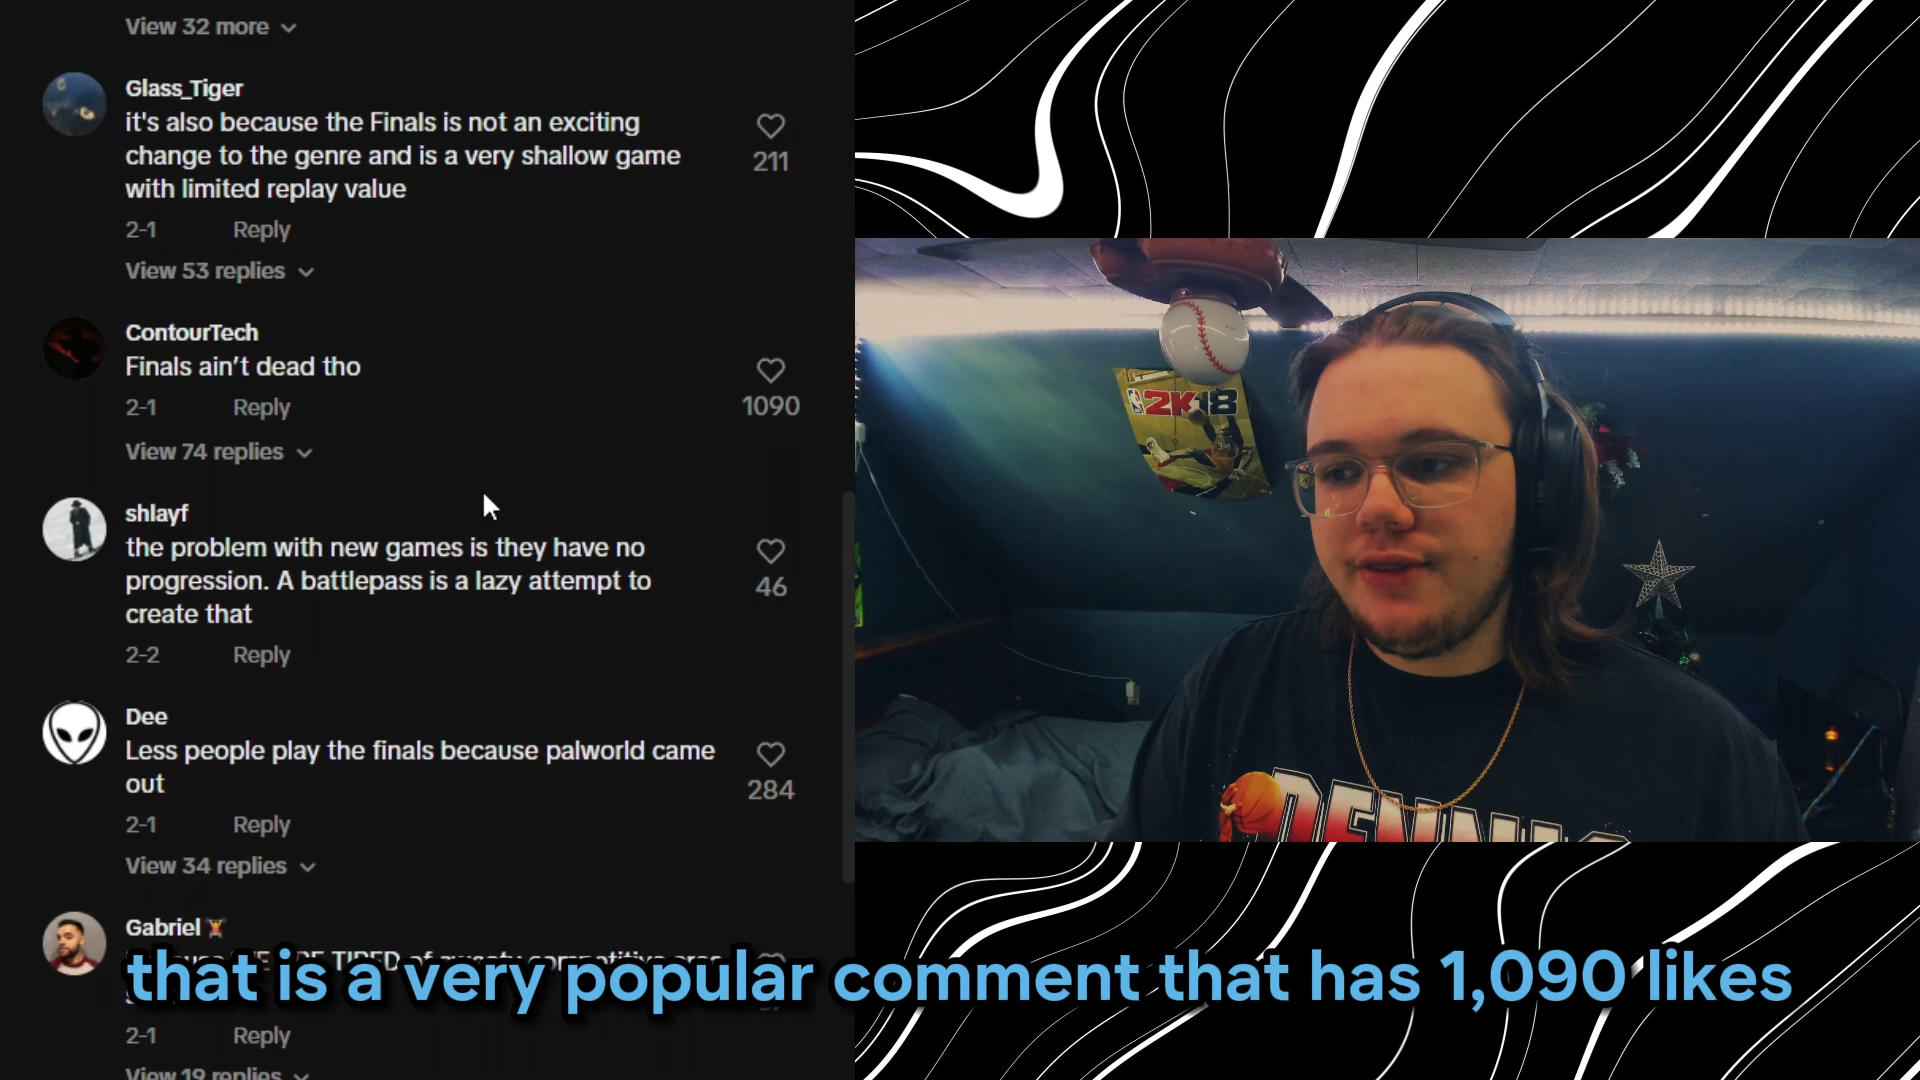 View 32 more
Glass_Tiger
it's also because the Finals is not an exciting
change to the genre and is a very shallow game
with limited replay value
211
2-1 Reply
View 53 replies
ContourTech
Finals ain't dead tho
1090
2-1 Reply
View 74 replies
shlayf
the problem with new games is they have no
progression. A battlepass is a lazy attempt to
create that
46
2-2 Reply
Dee
Less people play the finals because palworld came
out
284
2-1 Reply
View 34 replies
Gabriel
that is a very popular comment that has 1,090 likes
2-1 Reply
View 19 replies
2K18